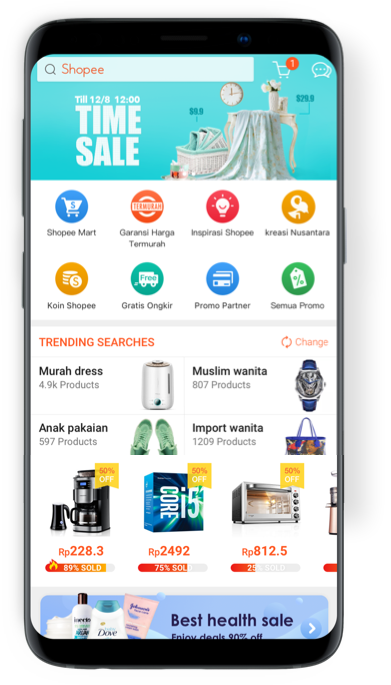 Shopee
1
Till 12/8 12:00
TIME
SALE
$9.9
$29.9
Shopee Mart
Garansi Harga
Termurah
TERMURAH
Inspirasi Shopee
kreasi Nusantara
Koin Shopee
Free
Gratis Ongkir
Promo Partner
Semua Promo
TRENDING SEARCHES
Change
Murah dress
4.9k Products
Muslim wanita
807 Products
Anak pakaian
597 Products
Import wanita
1209 Products
60%
OFF
50%
OFF
50%
OFF
CORE i5
Rp228.3
Rp2492
Rp812.5
89% SOLD
75% SOLD
25% SOLD
Dove
Johnson's
Best health sale
Enjoy deals 90% off